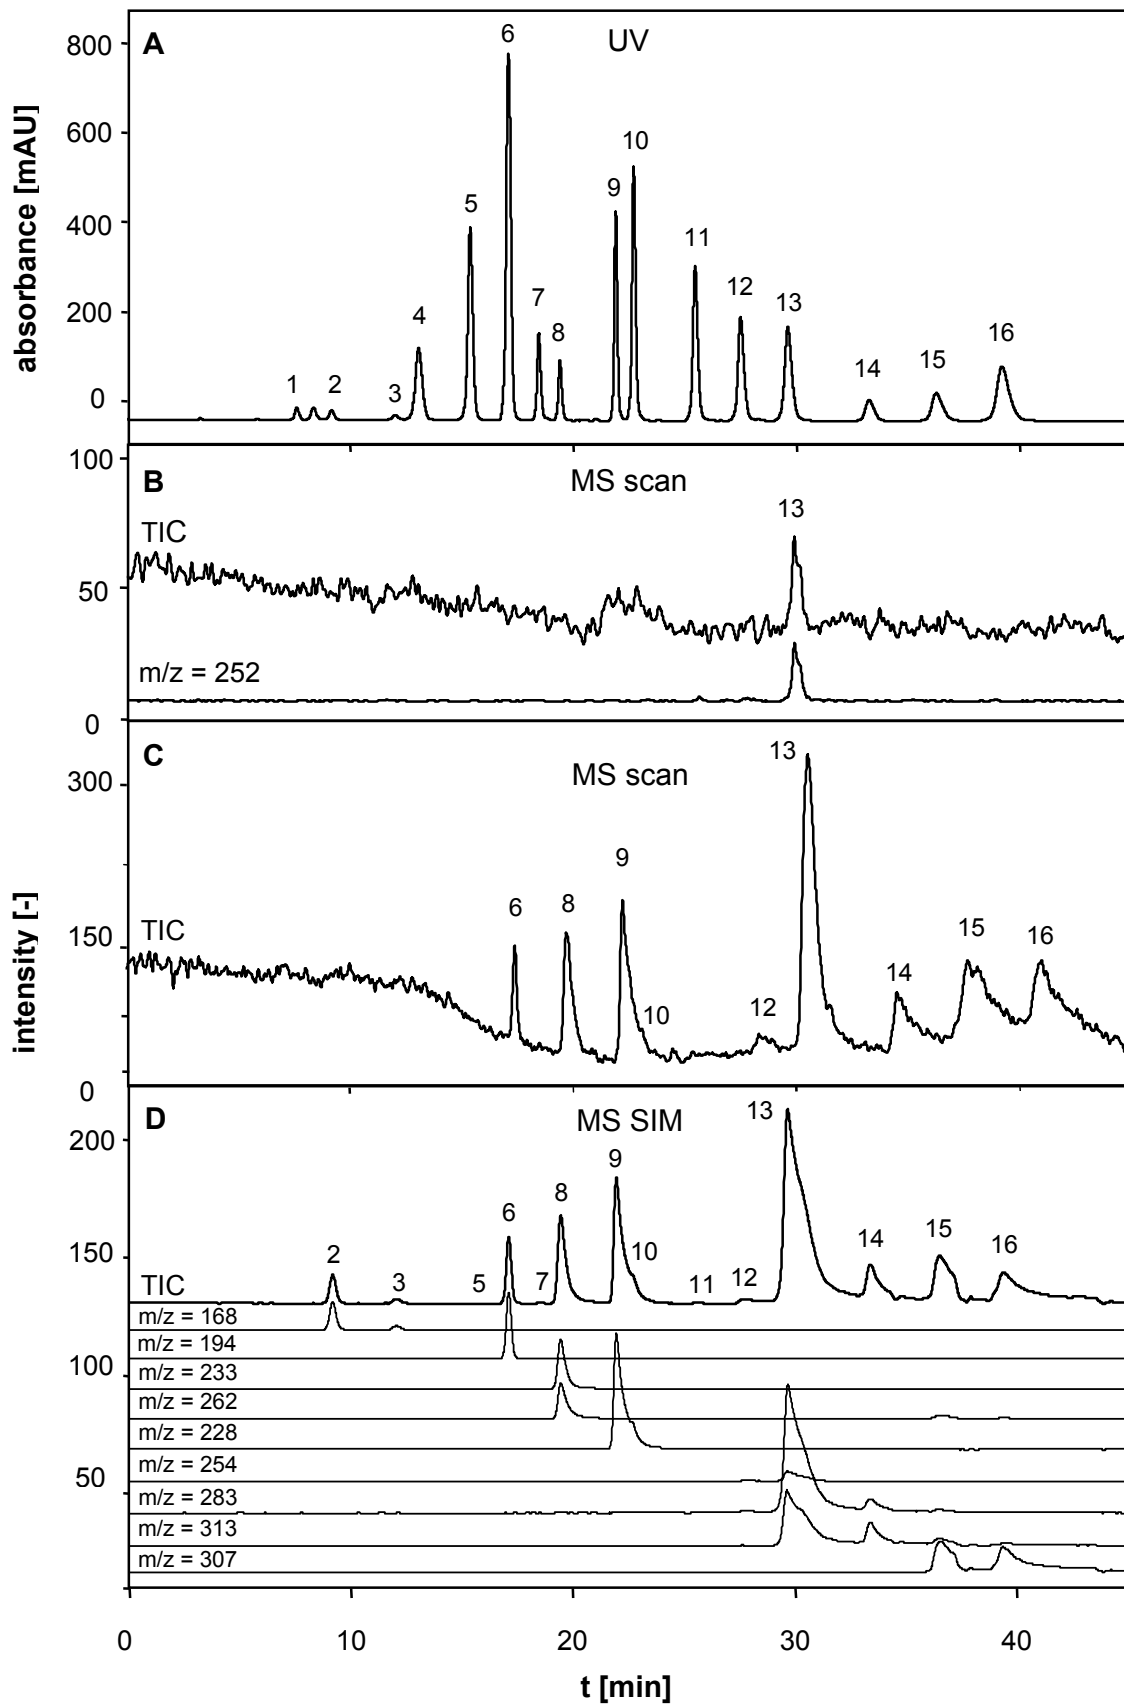 A
UV
absorbance [mAU]
800
600
400
200
0
1
2
3
4
5
6
7
8
9
10
11
12
13
14
15
16
B
MS scan
100
50
0
TIC
m/z = 252
13
C
MS scan
intensity [-]
300
150
0
TIC
6
8
9
10
12
13
14
15
16
D
MS SIM
200
150
100
50
TIC
2
3
5
6
7
8
9
10
11
12
13
14
15
16
m/z = 168
m/z = 194
m/z = 233
m/z = 262
m/z = 228
m/z = 254
m/z = 283
m/z = 313
m/z = 307
0
10
20
30
40
t [min]